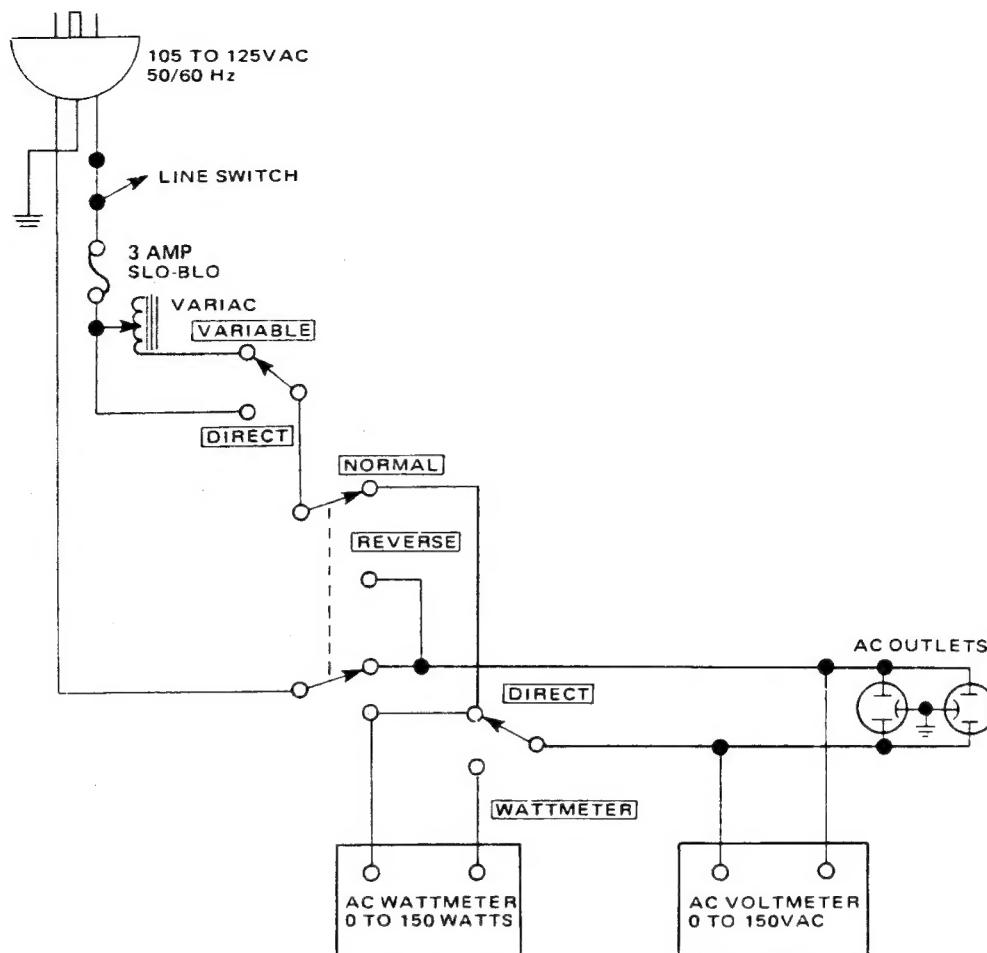 105 TO 125VAC
50/60 Hz
LINE SWITCH
3 AMP
SLO-BLO
VARIAC
VARIABLE
DIRECT
NORMAL
REVERSE
AC OUTLETS
DIRECT
WATTMETER
AC WATTMETER
0 TO 150 WATTS
AC VOLTMETER
0 TO 150VAC